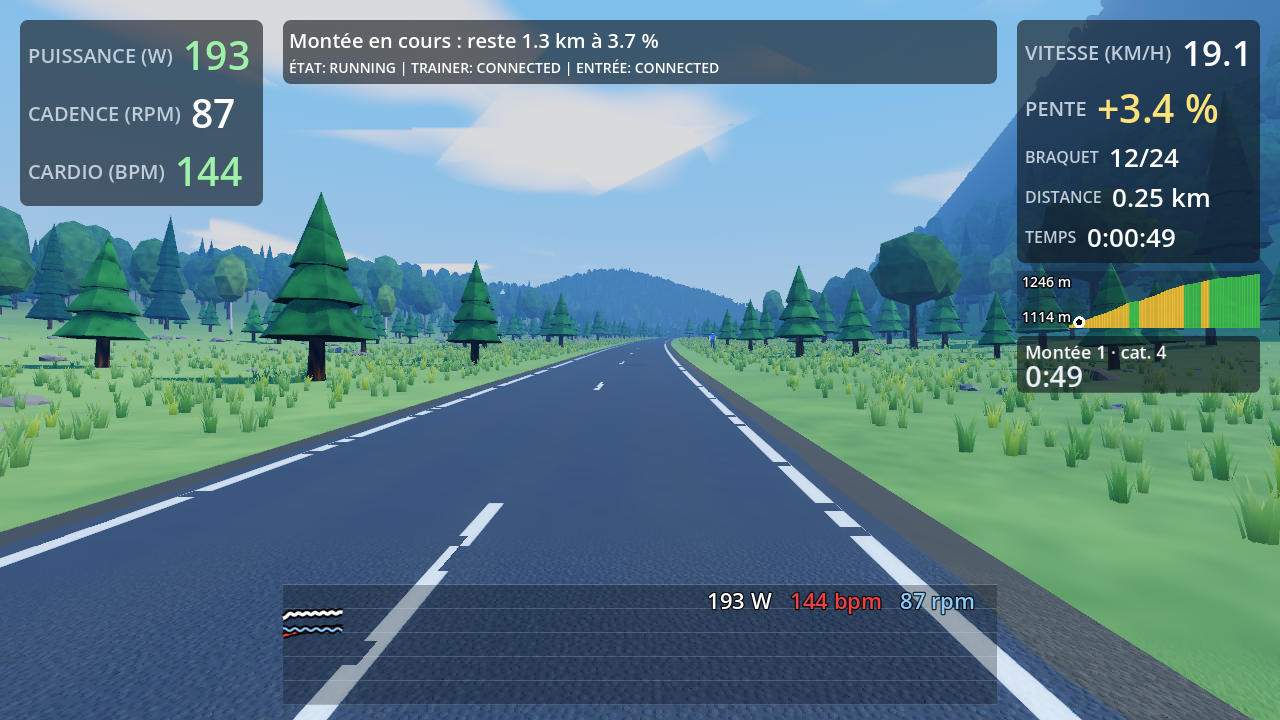 PUISSANCE (W) 193
CADENCE (RPM) 87
CARDIO (BPM) 144
Montée en cours : reste 1.3 km à 3.7 %
ÉTAT: RUNNING | TRAINER: CONNECTED | ENTRÉE: CONNECTED
VITESSE (KM/H) 19.1
PENTE +3.4 %
BRAQUET 12/24
DISTANCE 0.25 km
TEMPS 0:00:49
1246 m
1114 m
Montée 1 · cat. 4
0:49
193 W 144 bpm 87 rpm